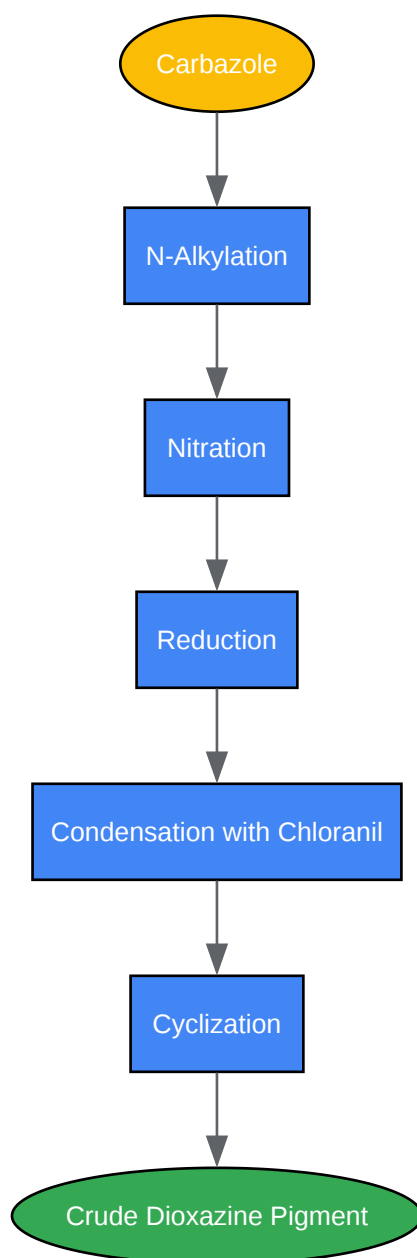 Carbazole
N-Alkylation
Nitration
Reduction
Condensation with Chloranil
Cyclization
Crude Dioxazine Pigment